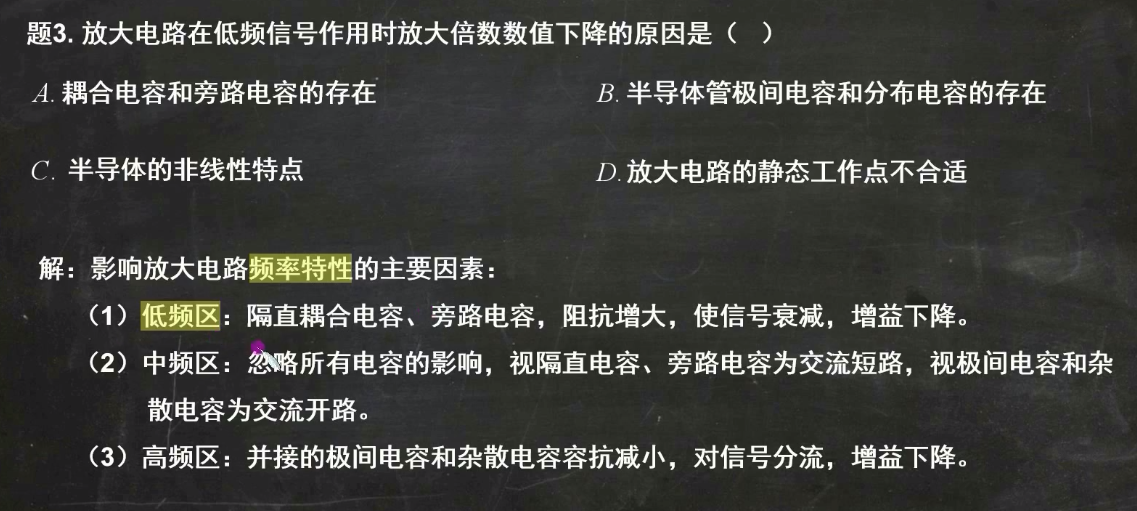 题3. 放大电路在低频信号作用时放大倍数数值下降的原因是（ ）
A. 耦合电容和旁路电容的存在
B. 半导体管极间电容和分布电容的存在
C. 半导体的非线性特点
D. 放大电路的静态工作点不合适
解：影响放大电路频率特性的主要因素：
（1）低频区：隔直耦合电容、旁路电容，阻抗增大，使信号衰减，增益下降。
（2）中频区：忽略所有电容的影响，视隔直电容、旁路电容为交流短路，视极间电容和杂
散电容为交流开路。
（3）高频区：并接的极间电容和杂散电容容抗减小，对信号分流，增益下降。